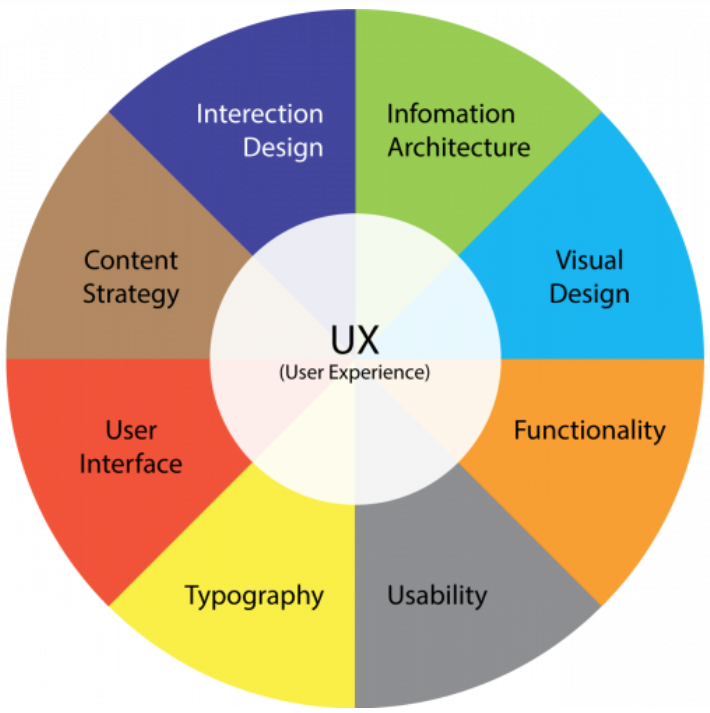 Interection
Design
Infomation
Architecture
Visual
Design
Functionality
Usability
Typography
User
Interface
Content
Strategy
UX
(User Experience)